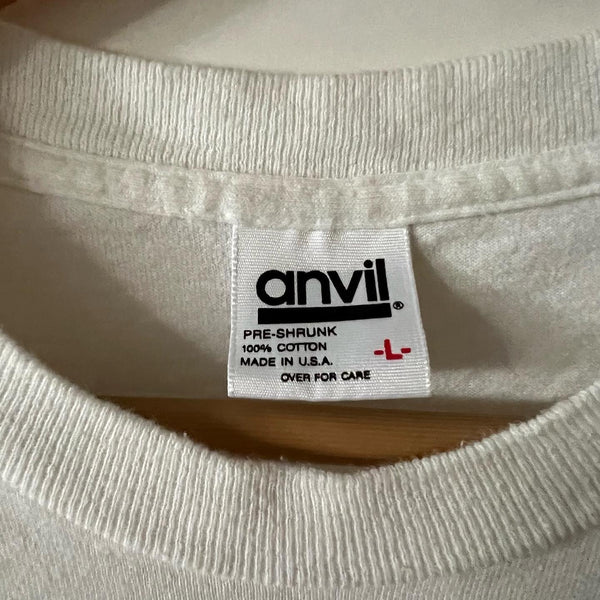 anvil®
PRE-SHRUNK
100% COTTON
MADE IN U.S.A.
-L-
OVER FOR CARE